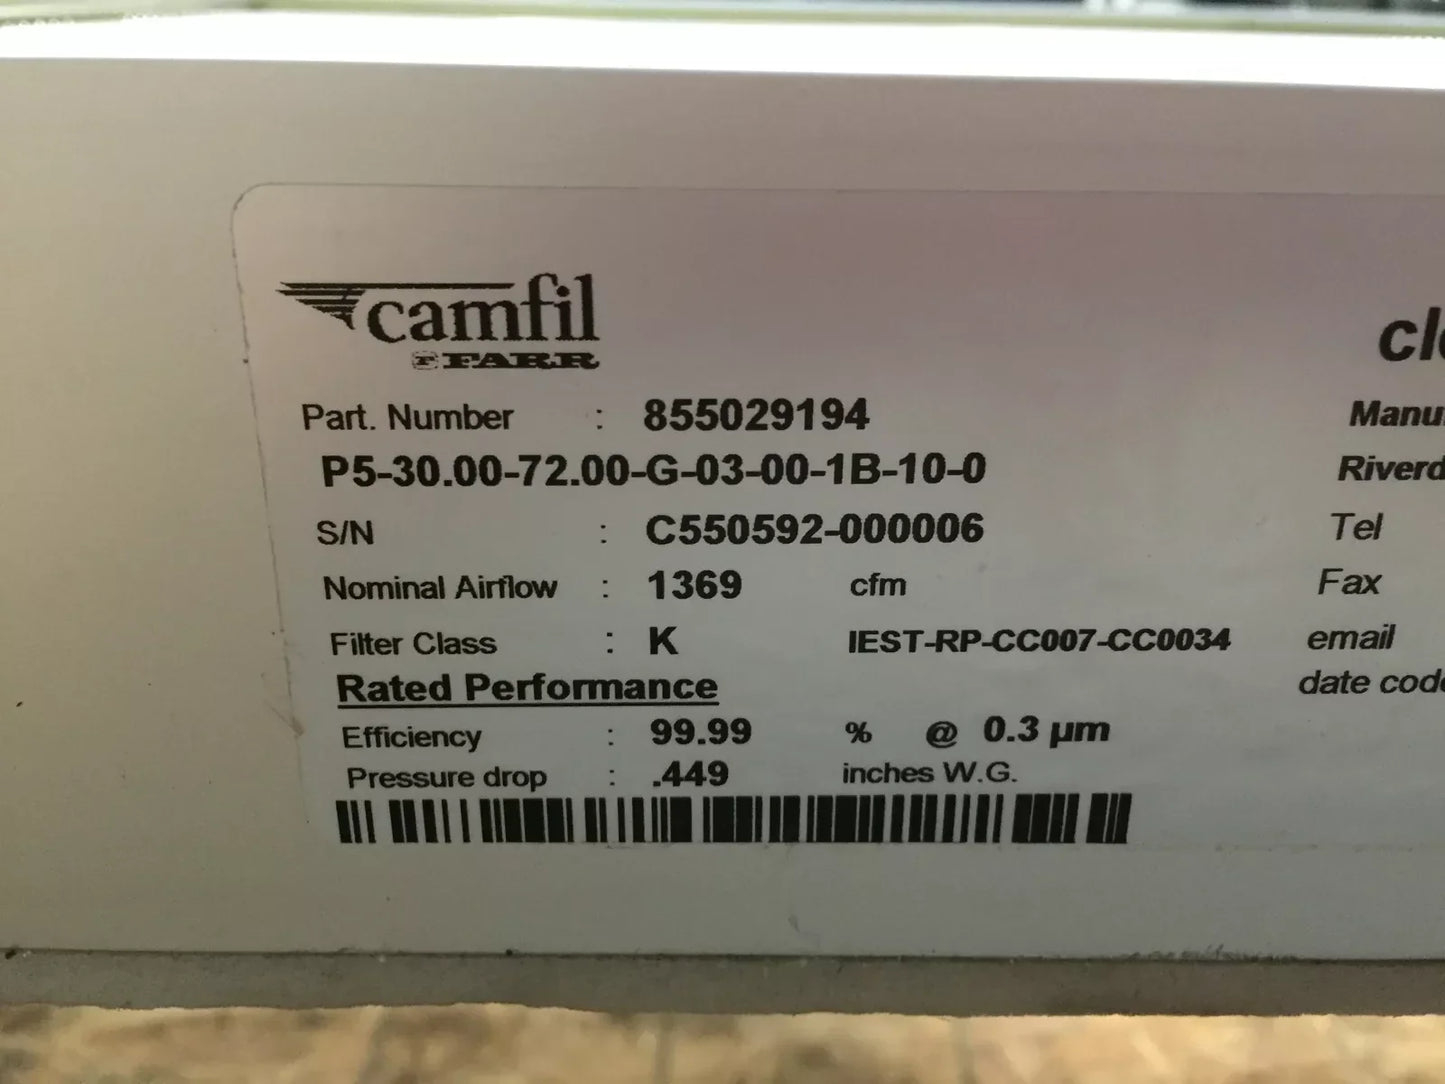 camfil
FARR
Part. Number : 855029194
P5-30.00-72.00-G-03-00-1B-10-0
S/N : C550592-000006
Nominal Airflow : 1369 cfm
Filter Class : K IEST-RP-CC007-CC0034
Rated Performance
Efficiency : 99.99 % @ 0.3 µm
Pressure drop : .449 inches W.G.
Tel
Fax
email
date